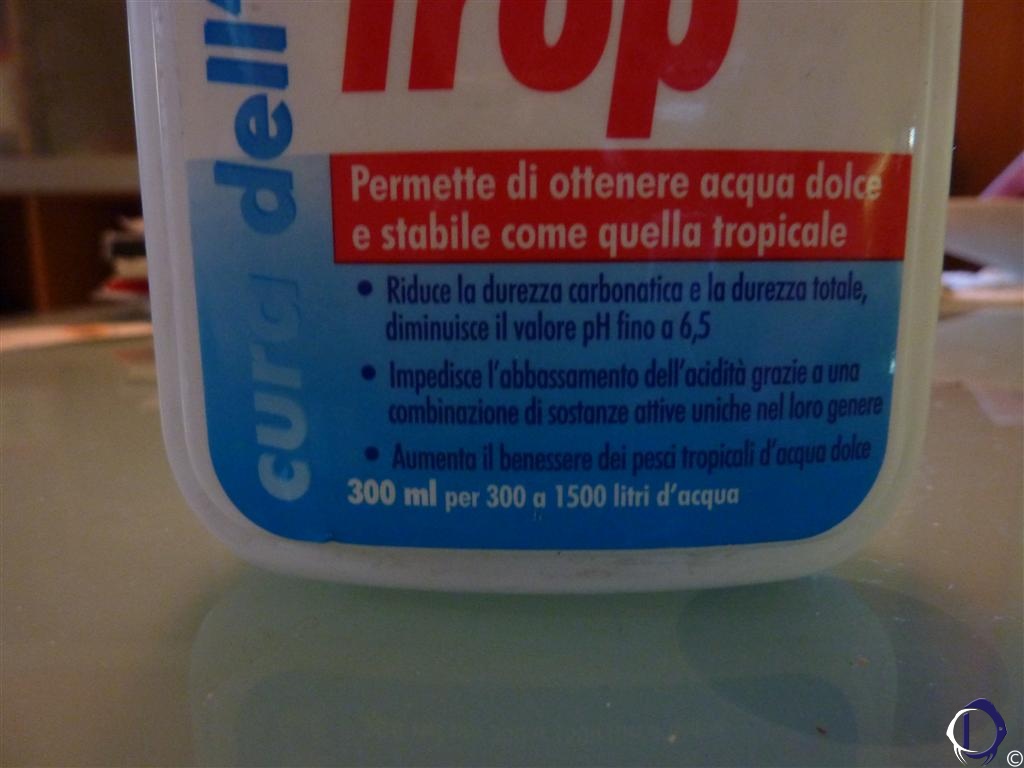 Trop
cura
Permette di ottenere acqua dolce
e stabile come quella tropicale
• Riduce la durezza carbonatica e la durezza totale,
diminuisce il valore pH fino a 6,5
• Impedisce l'abbassamento dell'acidità grazie a una
combinazione di sostanze attive uniche nel loro genere
• Aumenta il benessere dei pesci tropicali d'acqua dolce
300 ml per 300 a 1500 litri d'acqua
©